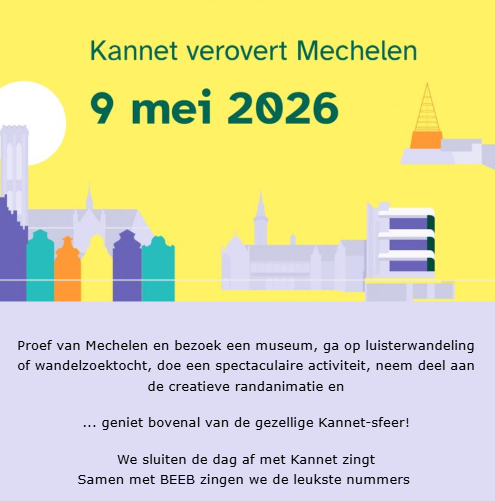 Kannet verovert Mechelen
9 mei 2026
Proef van Mechelen en bezoek een museum, ga op luisterwandeling
of wandelzoektocht, doe een spectaculaire activiteit, neem deel aan
de creatieve randanimatie en
... geniet bovenal van de gezellige Kannet-sfeer!
We sluiten de dag af met Kannet zingt
Samen met BEEB zingen we de leukste nummers